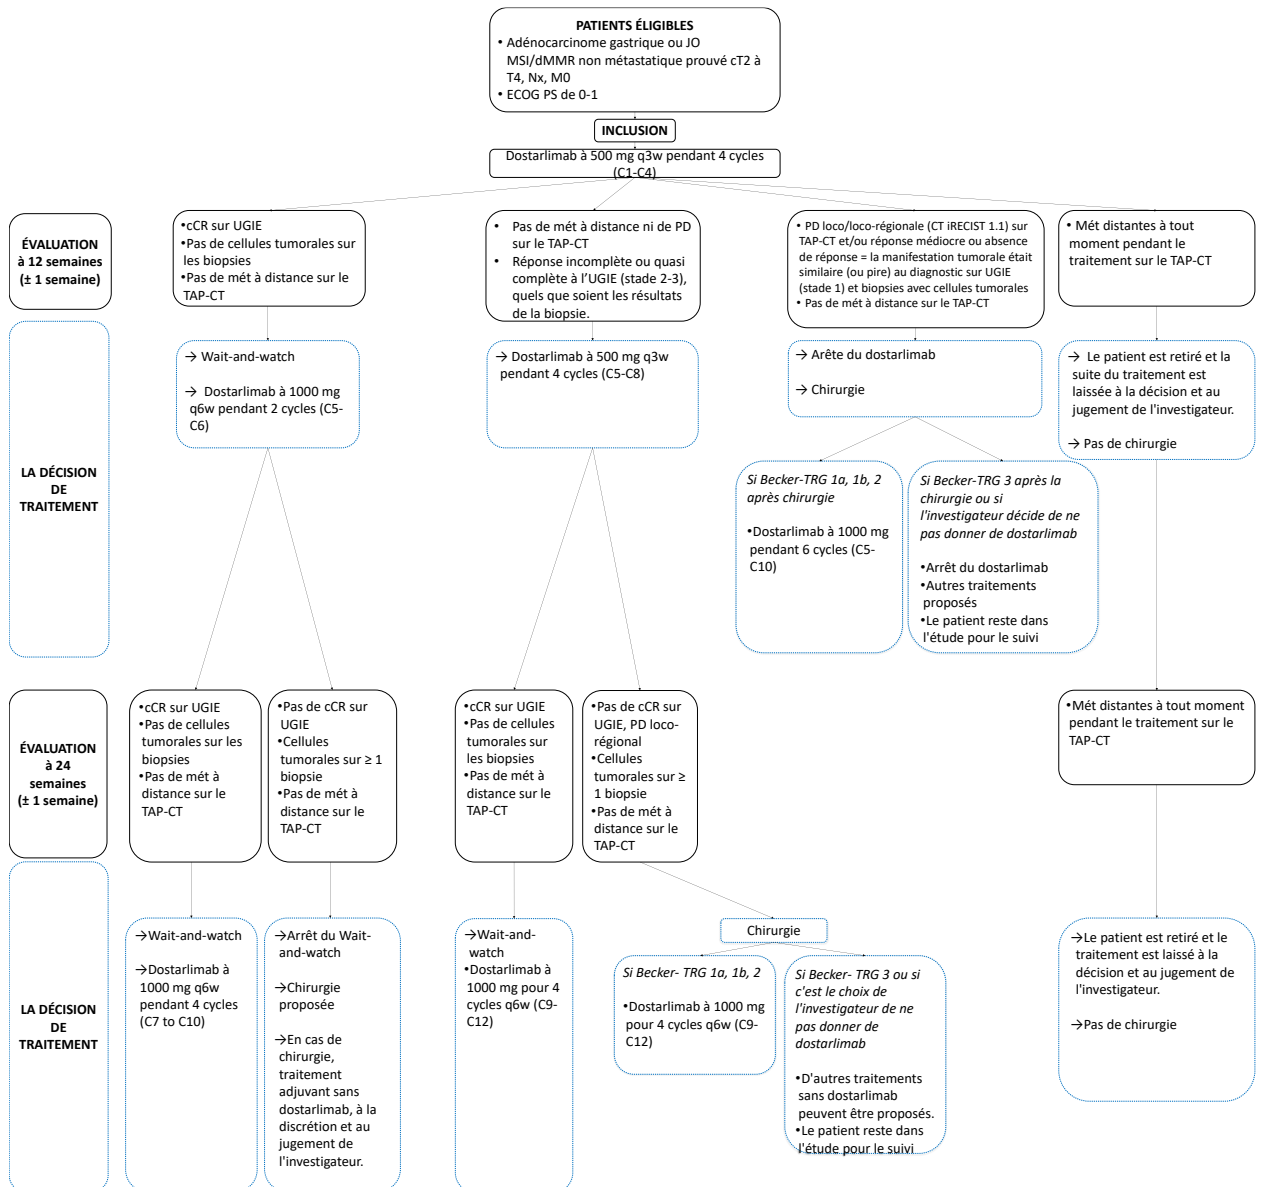 PATIENTS ÉLIGIBLES
• Adénocarcinome gastrique ou JO
MSI/dMMR non métastatique prouvé cT2 à
T4, Nx, M0
• ECOG PS de 0-1
INCLUSION
Dostarlimab à 500 mg q3w pendant 4 cycles
(C1-C4)
ÉVALUATION
à 12 semaines
(± 1 semaine)
•cCR sur UGIE
•Pas de cellules tumorales sur
les biopsies
•Pas de mét à distance sur le
TAP-CT
• Pas de mét à distance ni de PD
sur le TAP-CT
• Réponse incomplète ou quasi
complète à l'UGIE (stade 2-3),
quels que soient les résultats
de la biopsie.
• PD loco/loco-régionale (CT iRECIST 1.1) sur
TAP-CT et/ou réponse médiocre ou absence
de réponse = la manifestation tumorale était
similaire (ou pire) au diagnostic sur UGIE
(stade 1) et biopsies avec cellules tumorales
• Pas de mét à distance sur le TAP-CT
• Mét distantes à tout
moment pendant le
traitement sur le TAP-CT
LA DÉCISION
DE
TRAITEMENT
→ Wait-and-watch
→ Dostarlimab à 1000 mg
q6w pendant 2 cycles (C5-
C6)
→ Dostarlimab à 500 mg q3w
pendant 4 cycles (C5-C8)
→ Arête du dostarlimab
→ Chirurgie
→ Le patient est retiré et la
suite du traitement est
laissée à la décision et au
jugement de l'investigateur.
→ Pas de chirurgie
Si Becker-TRG 1a, 1b, 2
après chirurgie
•Dostarlimab à 1000 mg
pendant 6 cycles (C5-
C10)
Si Becker-TRG 3 après la
chirurgie ou si
l'investigateur décide de ne
pas donner de dostarlimab
•Arrêt du dostarlimab
•Autres traitements
proposés
•Le patient reste dans
l'étude pour le suivi
ÉVALUATION
à 24
semaines
(± 1 semaine)
•cCR sur UGIE
•Pas de cellules
tumorales sur les
biopsies
•Pas de mét à
distance sur le
TAP-CT
•Pas de cCR sur
UGIE
•Cellules
tumorales sur ≥ 1
biopsie
•Pas de mét à
distance sur le
TAP-CT
•cCR sur UGIE
•Pas de cellules
tumorales sur
les biopsies
•Pas de mét à
distance sur le
TAP-CT
•Pas de cCR sur
UGIE, PD loco-
régional
•Cellules
tumorales sur ≥
1 biopsie
•Pas de mét à
distance sur le
TAP-CT
•Mét distantes à tout moment
pendant le traitement sur le
TAP-CT
LA DÉCISION
DE
TRAITEMENT
→Wait-and-watch
→Dostarlimab à
1000 mg q6w
pendant 4 cycles
(C7 to C10)
→Arrêt du Wait-
and-watch
→Chirurgie
proposée
→En cas de
chirurgie,
traitement
adjuvant sans
dostarlimab, à la
discrétion et au
jugement de
l'investigateur.
→Wait-and-
watch
•Dostarlimab à
1000 mg pour 4
cycles q6w (C9-
C12)
Chirurgie
Si Becker- TRG 1a, 1b, 2
•Dostarlimab à 1000 mg
pour 4 cycles q6w (C9-
C12)
Si Becker- TRG 3 ou si
c'est le choix de
l'investigateur de ne
pas donner de
dostarlimab
•D'autres traitements
sans dostarlimab
peuvent être proposés.
•Le patient reste dans
l'étude pour le suivi
→Le patient est retiré et le
traitement est laissé à la
décision et au jugement de
l'investigateur.
→Pas de chirurgie